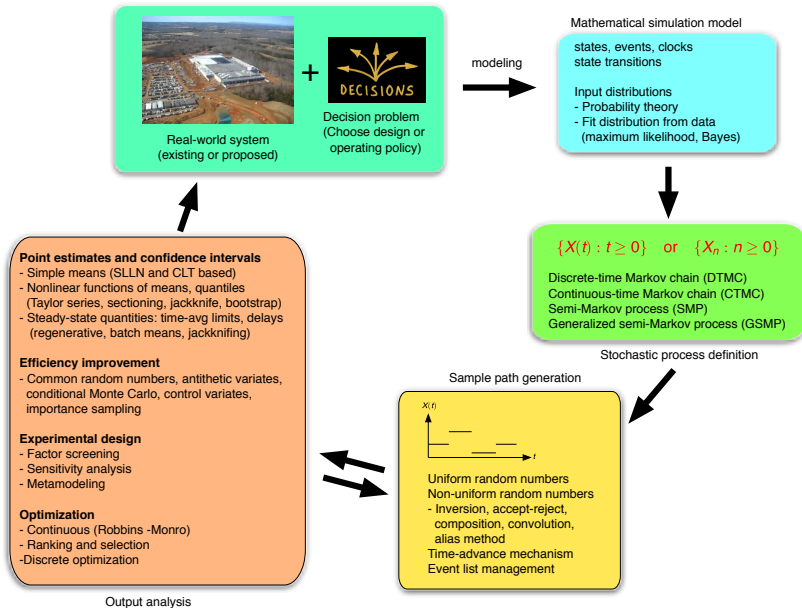 DECISIONS
+
Real-world system
(existing or proposed)
Decision problem
(Choose design or
operating policy)
modeling
Mathematical simulation model
states, events, clocks
state transitions
Input distributions
- Probability theory
- Fit distribution from data
(maximum likelihood, Bayes)
{X(t) : t ≥ 0} or {Xₙ : n ≥ 0}
Discrete-time Markov chain (DTMC)
Continuous-time Markov chain (CTMC)
Semi-Markov process (SMP)
Generalized semi-Markov process (GSMP)
Stochastic process definition
Sample path generation
X(t)
t
Uniform random numbers
Non-uniform random numbers
- Inversion, accept-reject,
composition, convolution,
alias method
Time-advance mechanism
Event list management
Point estimates and confidence intervals
- Simple means (SLLN and CLT based)
- Nonlinear functions of means, quantiles
(Taylor series, sectioning, jackknife, bootstrap)
- Steady-state quantities: time-avg limits, delays
(regenerative, batch means, jackknifing)
Efficiency improvement
- Common random numbers, antithetic variates,
conditional Monte Carlo, control variates,
importance sampling
Experimental design
- Factor screening
- Sensitivity analysis
- Metamodeling
Optimization
- Continuous (Robbins -Monro)
- Ranking and selection
-Discrete optimization
Output analysis